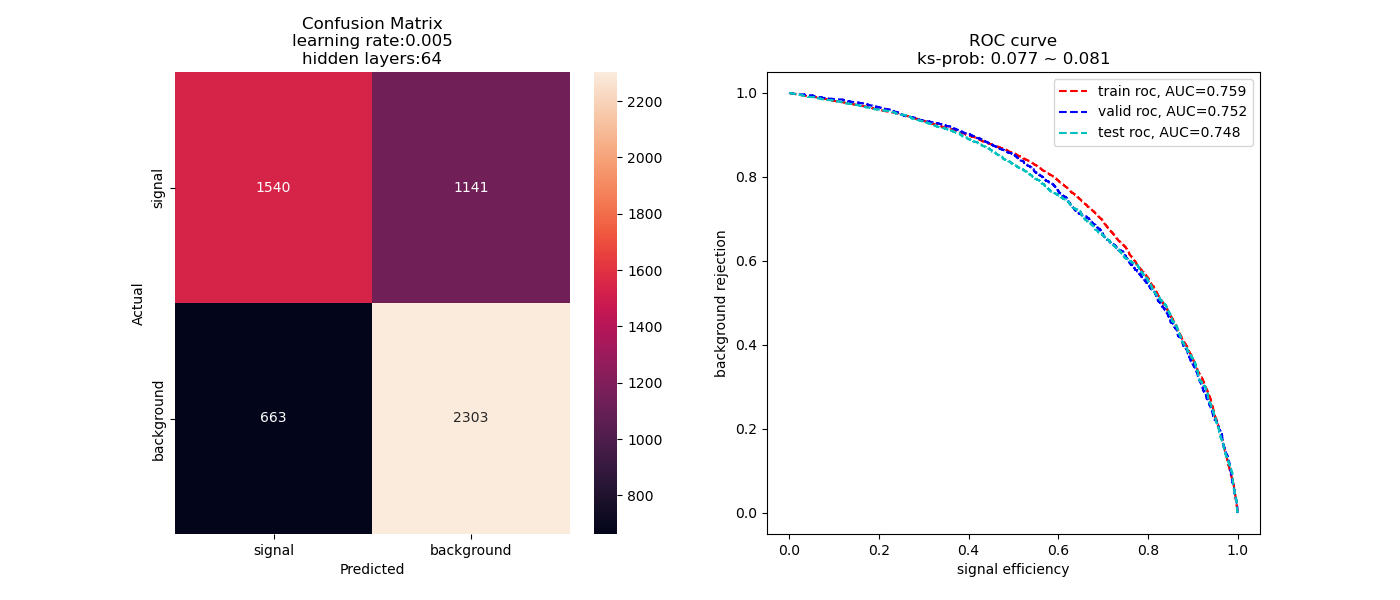 Confusion Matrix
learning rate:0.005
hidden layers:64
signal
background
Actual
1540
1141
663
2303
signal
background
Predicted
2200
2000
1800
1600
1400
1200
1000
800
ROC curve
ks-prob: 0.077 ~ 0.081
train roc, AUC=0.759
valid roc, AUC=0.752
test roc, AUC=0.748
background rejection
1.0
0.8
0.6
0.4
0.2
0.0
0.0
0.2
0.4
0.6
0.8
1.0
signal efficiency